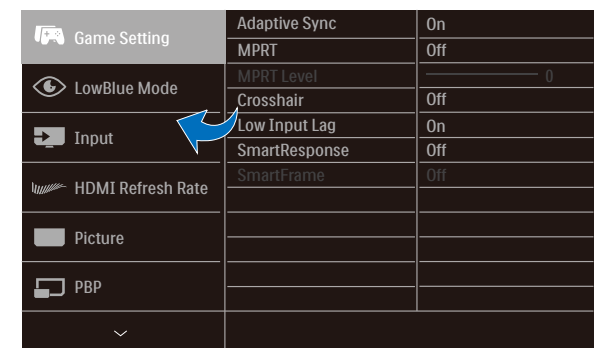 Game Setting
LowBlue Mode
Input
HDMI Refresh Rate
Picture
PBP
Adaptive Sync On
MPRT Off
MPRT Level 0
Crosshair Off
Low Input Lag On
SmartResponse Off
SmartFrame Off